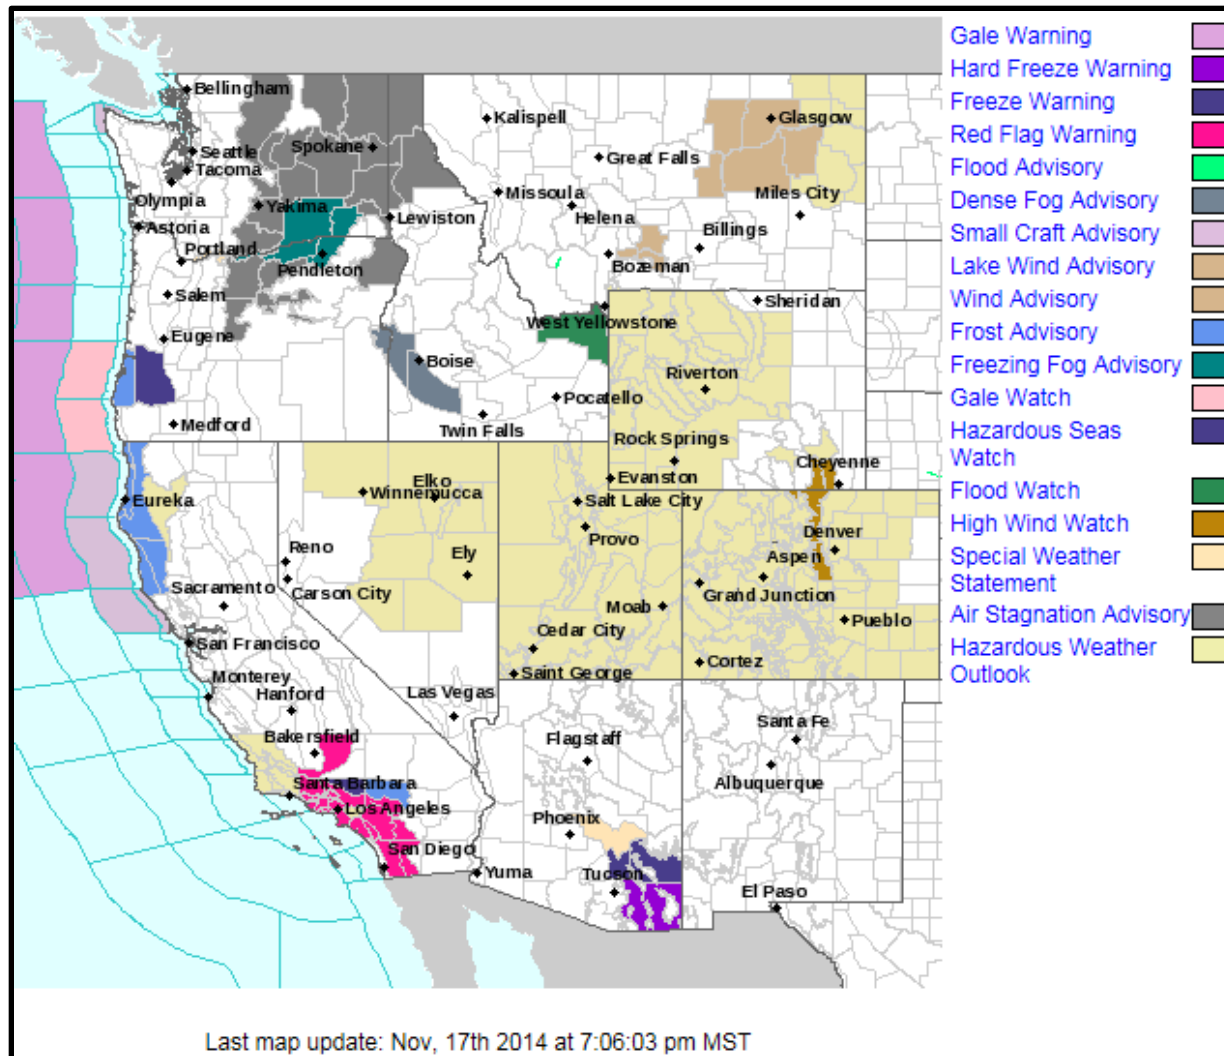 Bellingham
Kalispell
Glasgow
Seattle
Spokane
Great Falls
Tacoma
Missoula
Miles City
Olympia
Yakima
Lewiston
Helena
Astoria
Billings
Portland
Pendleton
Bozeman
Salem
Sheridan
West Yellowstone
Eugene
Boise
Riverton
Pocatello
Medford
Twin Falls
Rock Springs
Cheyenne
Elko
Evanston
Winnemucca
Eureka
Salt Lake City
Denver
Provo
Reno
Ely
Aspen
Sacramento
Carson City
Grand Junction
Moab
Pueblo
Cedar City
San Francisco
Cortez
Saint George
Monterey
Hanford
Las Vegas
Santa Fe
Bakersfield
Flagstaff
Albuquerque
Santa Barbara
Los Angeles
Phoenix
San Diego
Yuma
Tucson
El Paso
Gale Warning
Hard Freeze Warning
Freeze Warning
Red Flag Warning
Flood Advisory
Dense Fog Advisory
Small Craft Advisory
Lake Wind Advisory
Wind Advisory
Frost Advisory
Freezing Fog Advisory
Gale Watch
Hazardous Seas
Watch
Flood Watch
High Wind Watch
Special Weather
Statement
Air Stagnation Advisory
Hazardous Weather
Outlook
Last map update: Nov, 17th 2014 at 7:06:03 pm MST